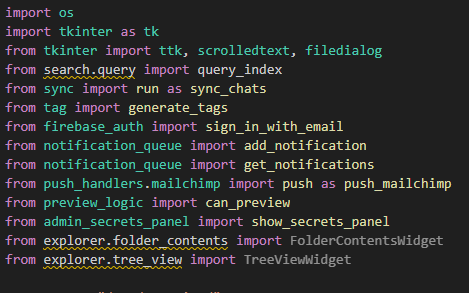 import os
import tkinter as tk
from tkinter import ttk, scrolledtext, filedialog
from search.query import query_index
from sync import run as sync_chats
from tag import generate_tags
from firebase_auth import sign_in_with_email
from notification_queue import add_notification
from notification_queue import get_notifications
from push_handlers.mailchimp import push as push_mailchimp
from preview_logic import can_preview
from admin_secrets_panel import show_secrets_panel
from explorer.folder_contents import FolderContentsWidget
from explorer.tree_view import TreeViewWidget